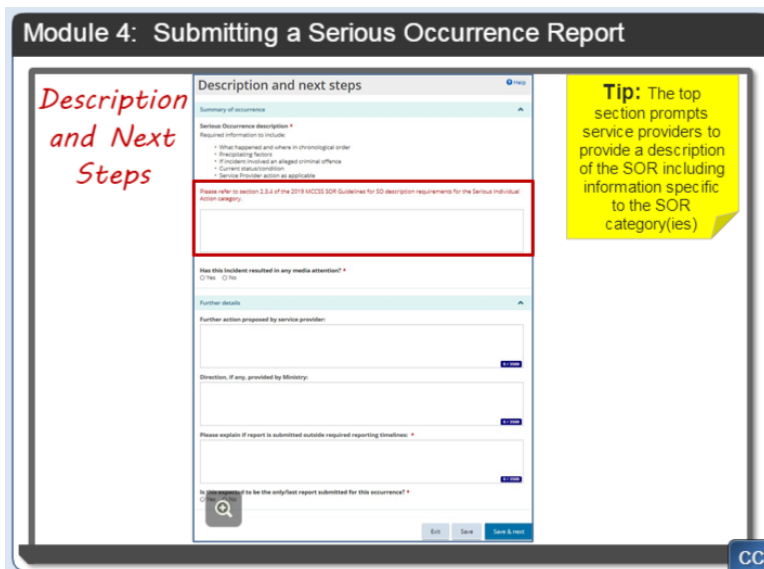 Module 4: Submitting a Serious Occurrence Report
Description
and Next
Steps
Description and next steps
Help
Summary of occurrence
Serious Occurrence description *
Required information to include:
• What happened and where in chronological order
• Precipitating factors
• If incident involved an alleged criminal offence
• Current status/condition
• Service Provider action as applicable
Please refer to section 2.3.4 of the 2019 MCCSS SOR Guidelines for SO description requirements for the Serious Individual
Action category.
Has this incident resulted in any media attention? *
Yes No
Further details
Further action proposed by service provider:
Direction, if any, provided by Ministry:
Please explain if report is submitted outside required reporting timelines: *
Is this expected to be the only/last report submitted for this occurrence? *
No
Exit Save Save & next
Tip: The top
section prompts
service providers to
provide a description
of the SOR including
information specific
to the SOR
category(ies)
CC